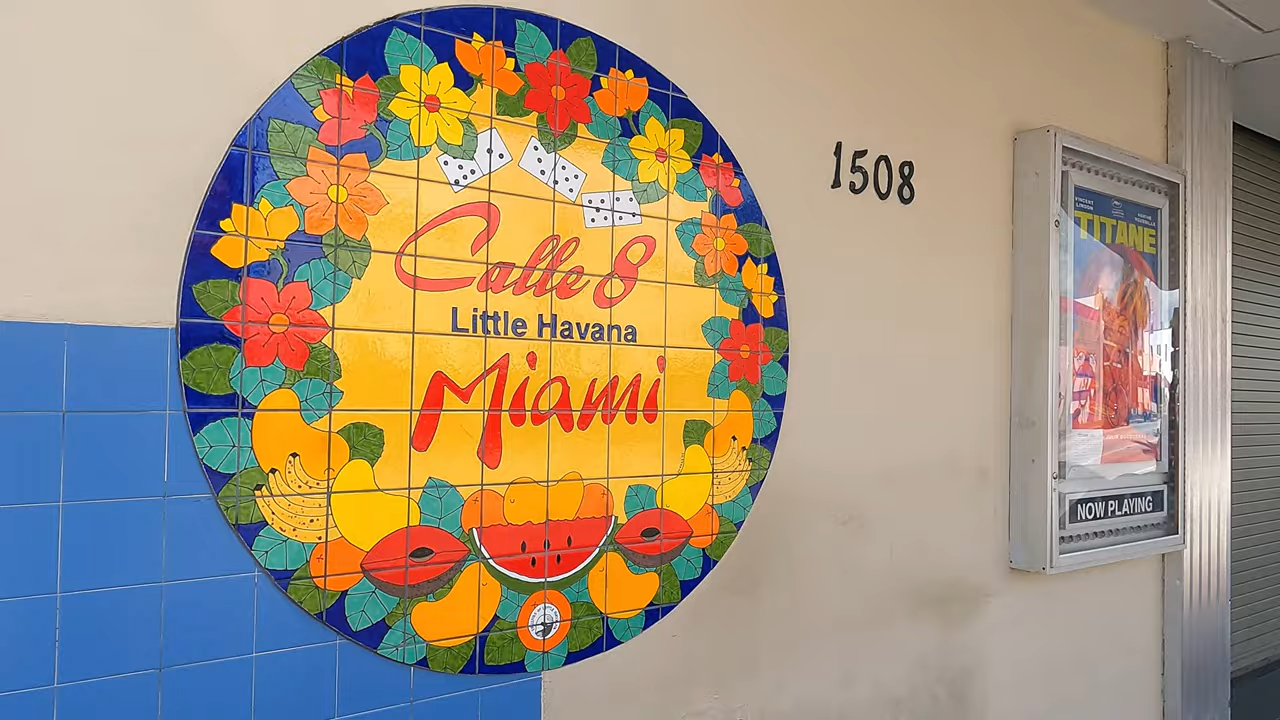 Calle 8
Little Havana
Miami
1508
VINCENT
LINDON
TITANE
NOW PLAYING